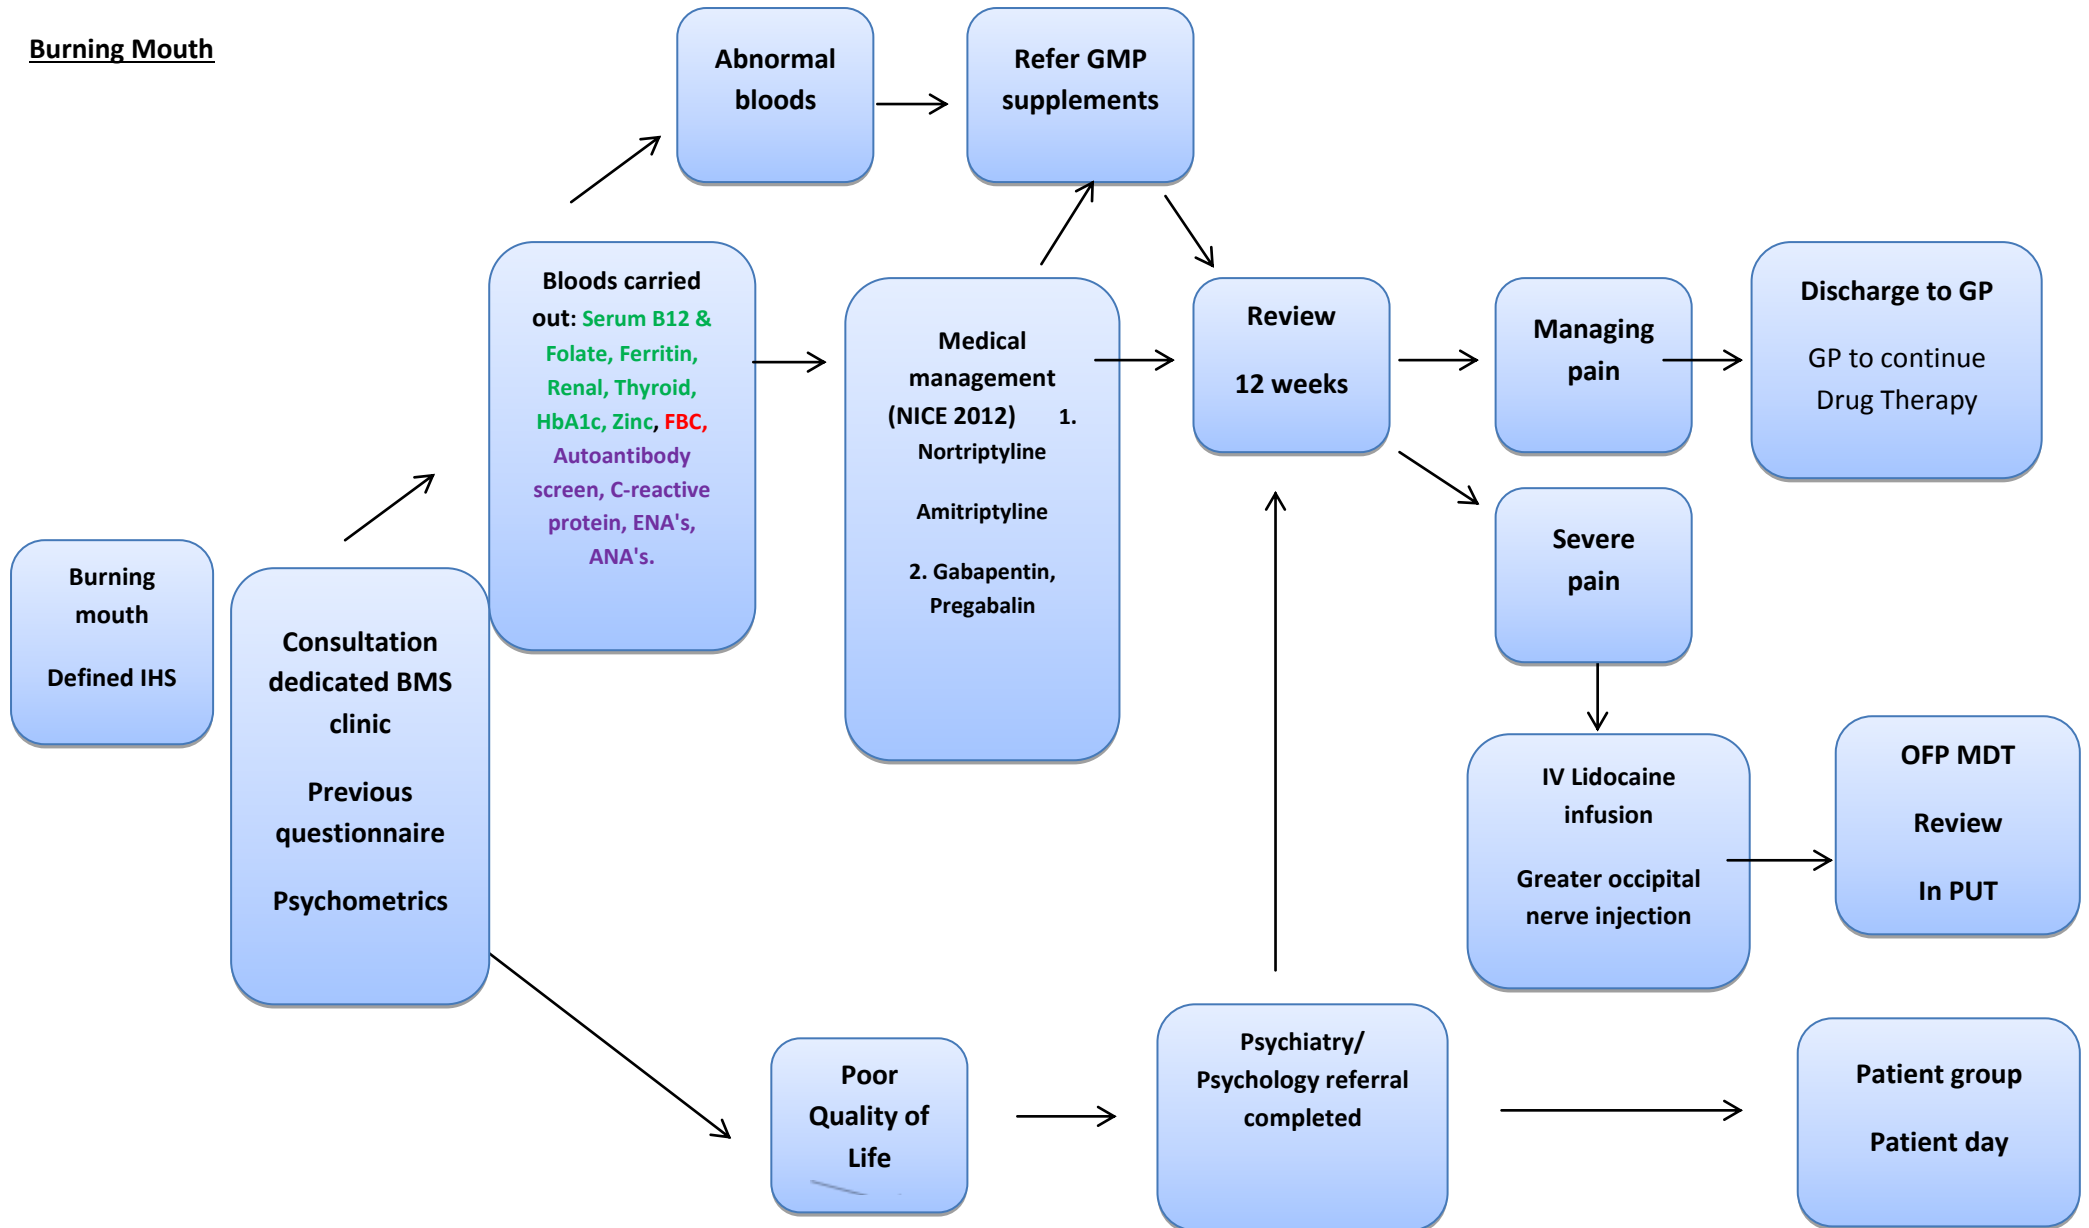 Burning Mouth
Abnormal
bloods
Refer GMP
supplements
Bloods carried
out: Serum B12 &
Folate, Ferritin,
Renal, Thyroid,
HbA1c, Zinc, FBC,
Autoantibody
screen, C-reactive
protein, ENA's,
ANA's.
Medical
management
(NICE 2012) 1.
Nortriptyline
Amitriptyline
2. Gabapentin,
Pregabalin
Review
12 weeks
Managing
pain
Discharge to GP
GP to continue
Drug Therapy
Severe
pain
Burning
mouth
Defined IHS
Consultation
dedicated BMS
clinic
Previous
questionnaire
Psychometrics
IV Lidocaine
infusion
Greater occipital
nerve injection
OFP MDT
Review
In PUT
Poor
Quality of
Life
Psychiatry/
Psychology referral
completed
Patient group
Patient day